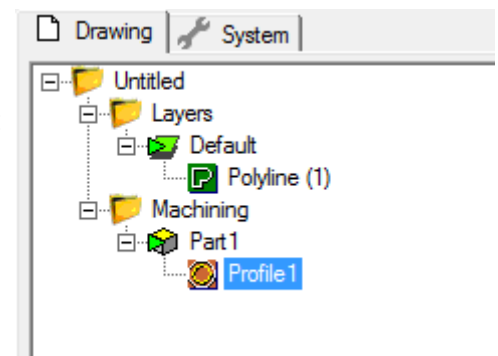 Drawing System
Untitled
Layers
Default
Polyline (1)
Machining
Part1
Profile1